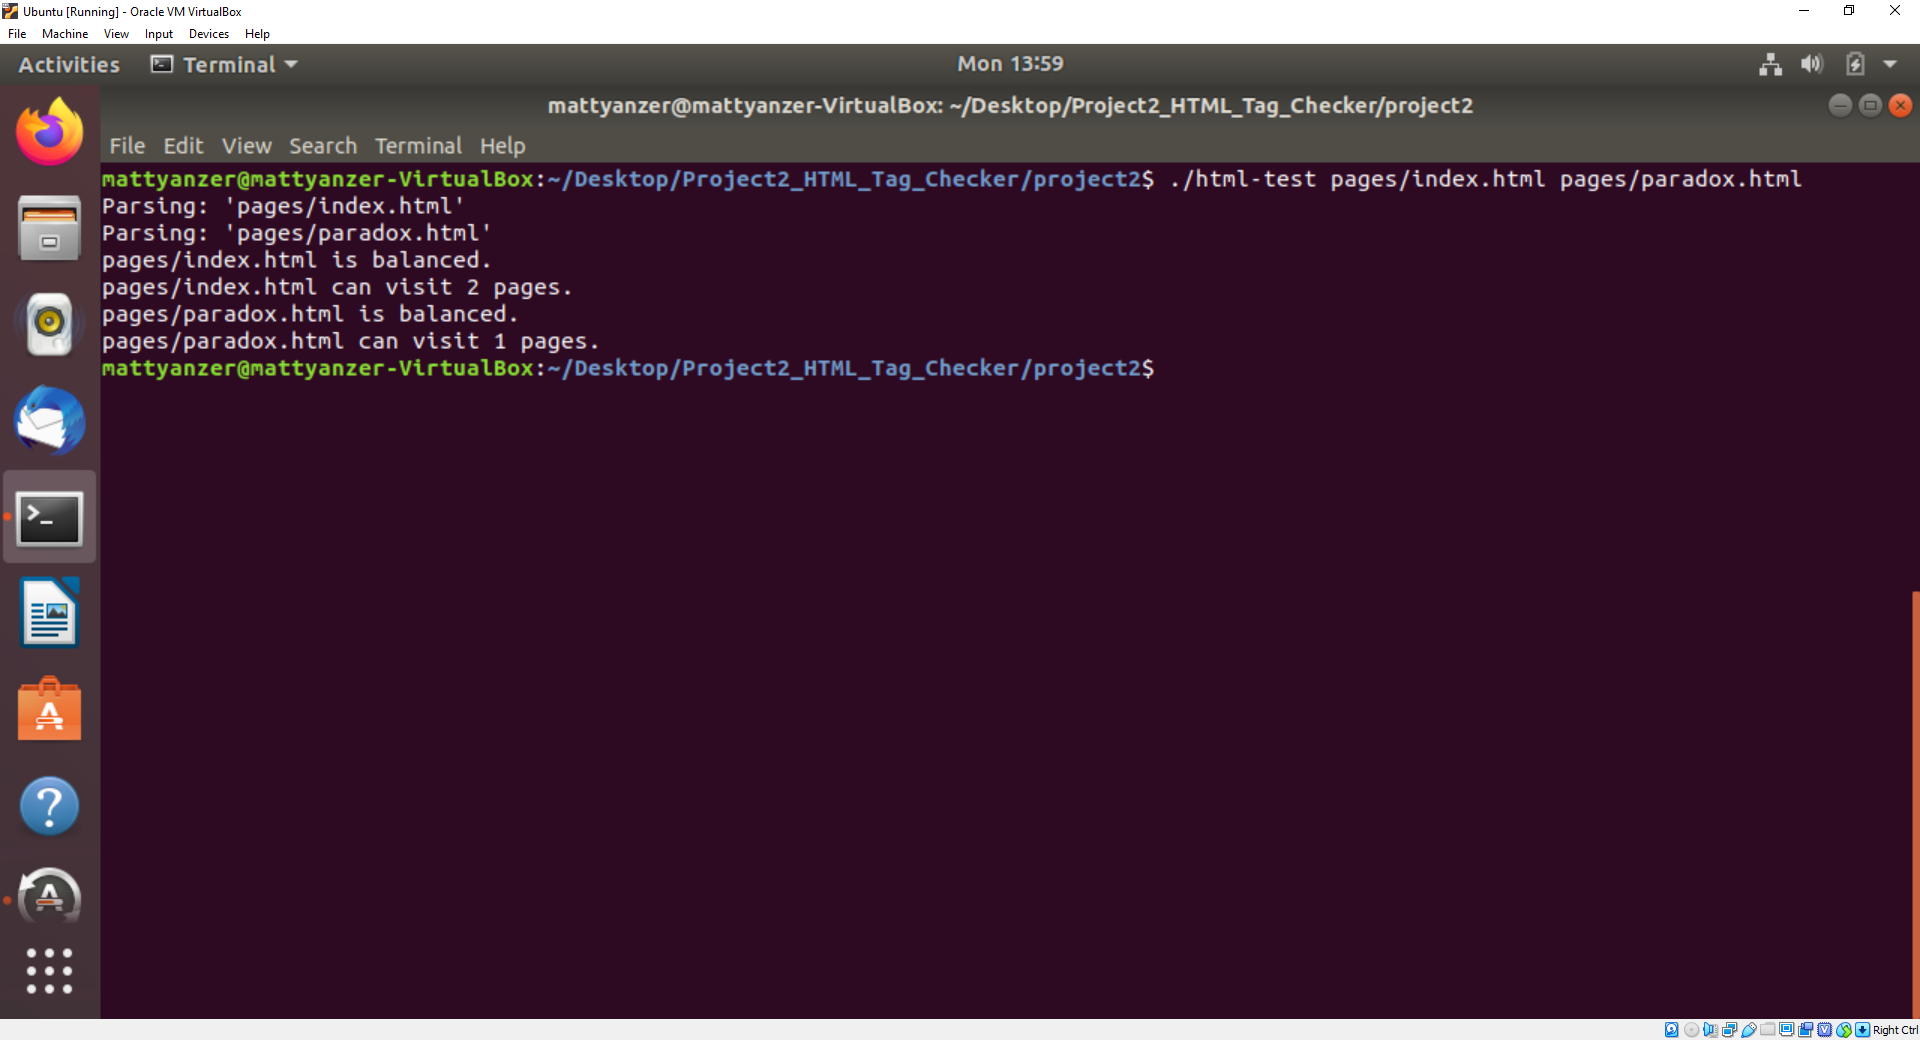 Ubuntu [Running] - Oracle VM VirtualBox
File Machine View Input Devices Help
Activities Terminal Mon 13:59
mattyanzer@mattyanzer-VirtualBox: ~/Desktop/Project2_HTML_Tag_Checker/project2
File Edit View Search Terminal Help
mattyanzer@mattyanzer-VirtualBox:~/Desktop/Project2_HTML_Tag_Checker/project2$ ./html-test pages/index.html pages/paradox.html
Parsing: 'pages/index.html'
Parsing: 'pages/paradox.html'
pages/index.html is balanced.
pages/index.html can visit 2 pages.
pages/paradox.html is balanced.
pages/paradox.html can visit 1 pages.
mattyanzer@mattyanzer-VirtualBox:~/Desktop/Project2_HTML_Tag_Checker/project2$
Right Ctrl